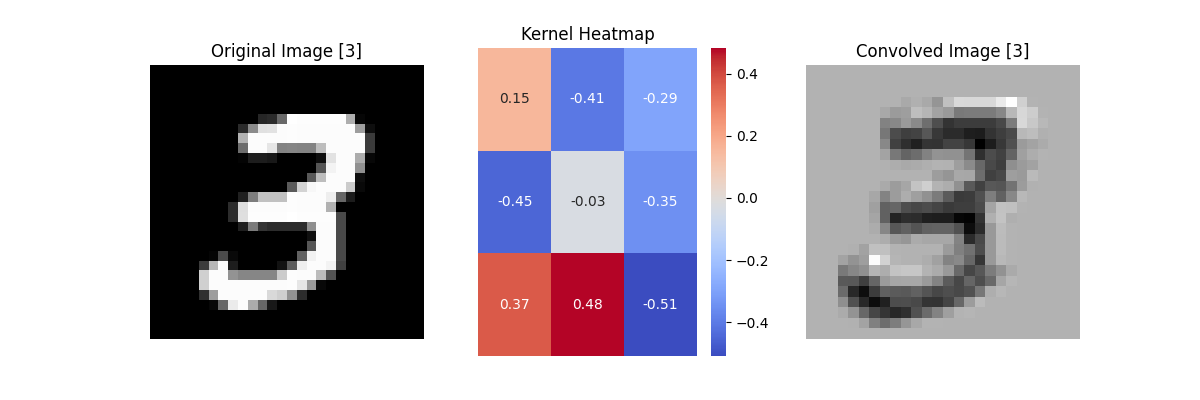 Original Image [3]
Kernel Heatmap
Convolved Image [3]
0.15 -0.41 -0.29
-0.45 -0.03 -0.35
0.37 0.48 -0.51
0.4
0.2
0.0
−0.2
−0.4
3